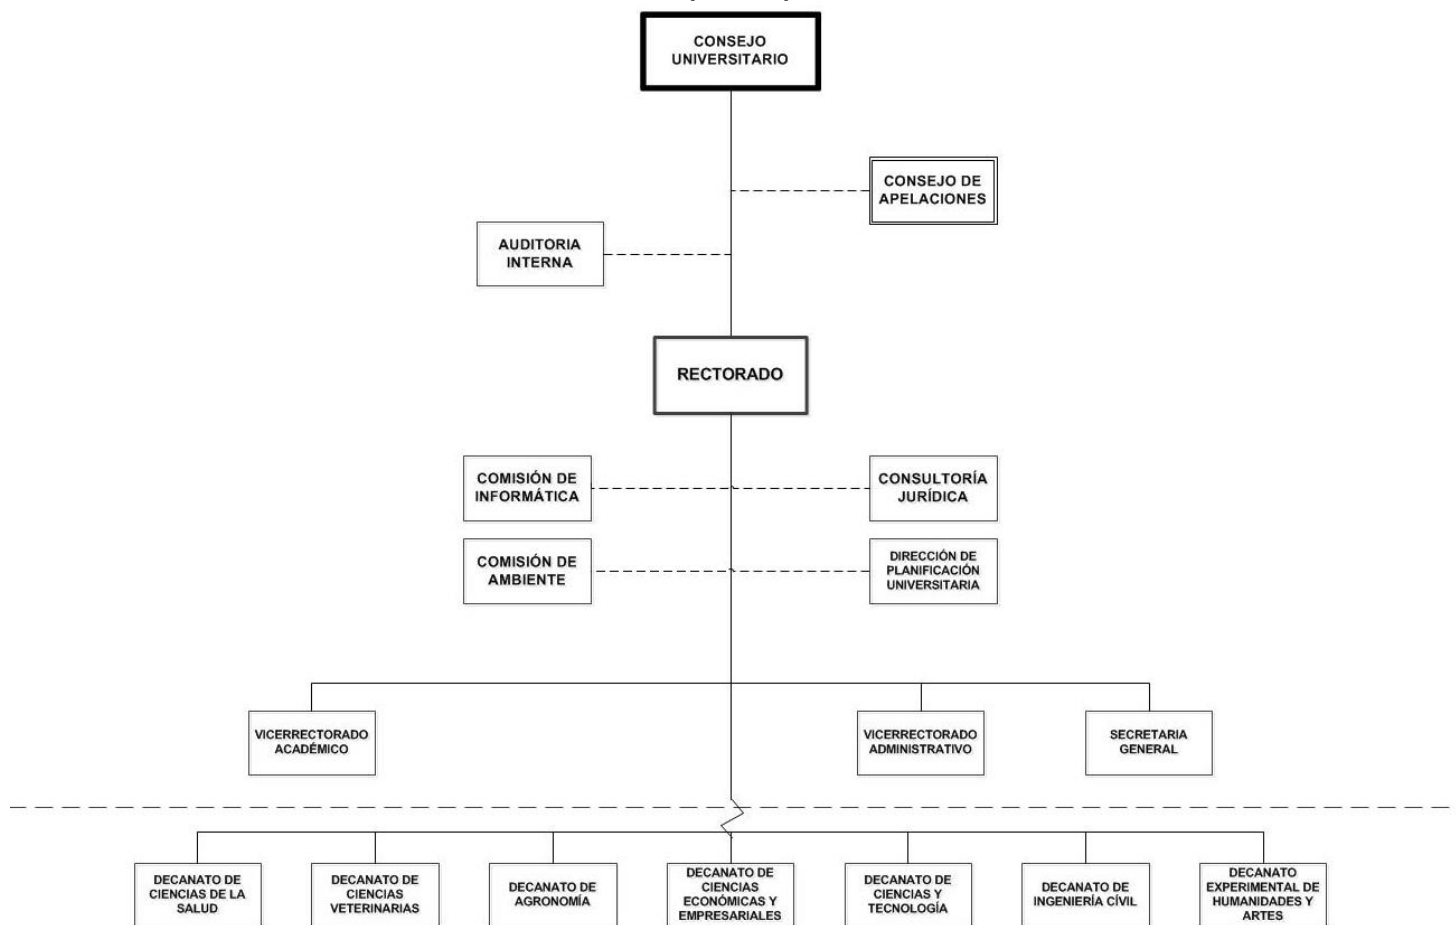 CONSEJO
UNIVERSITARIO
CONSEJO DE
APELACIONES
AUDITORIA
INTERNA
RECTORADO
COMISIÓN DE
INFORMÁTICA
CONSULTORÍA
JURÍDICA
COMISIÓN DE
AMBIENTE
DIRECCIÓN DE
PLANIFICACIÓN
UNIVERSITARIA
VICERRECTORADO
ACADÉMICO
VICERRECTORADO
ADMINISTRATIVO
SECRETARIA
GENERAL
DECANATO DE
CIENCIAS DE LA
SALUD
DECANATO DE
CIENCIAS
VETERINARIAS
DECANATO DE
AGRONOMÍA
DECANATO DE
CIENCIAS
ECONÓMICAS Y
EMPRESARIALES
DECANATO DE
CIENCIAS Y
TECNOLOGÍA
DECANATO DE
INGENIERÍA CÍVIL
DECANATO
EXPERIMENTAL DE
HUMANIDADES Y
ARTES